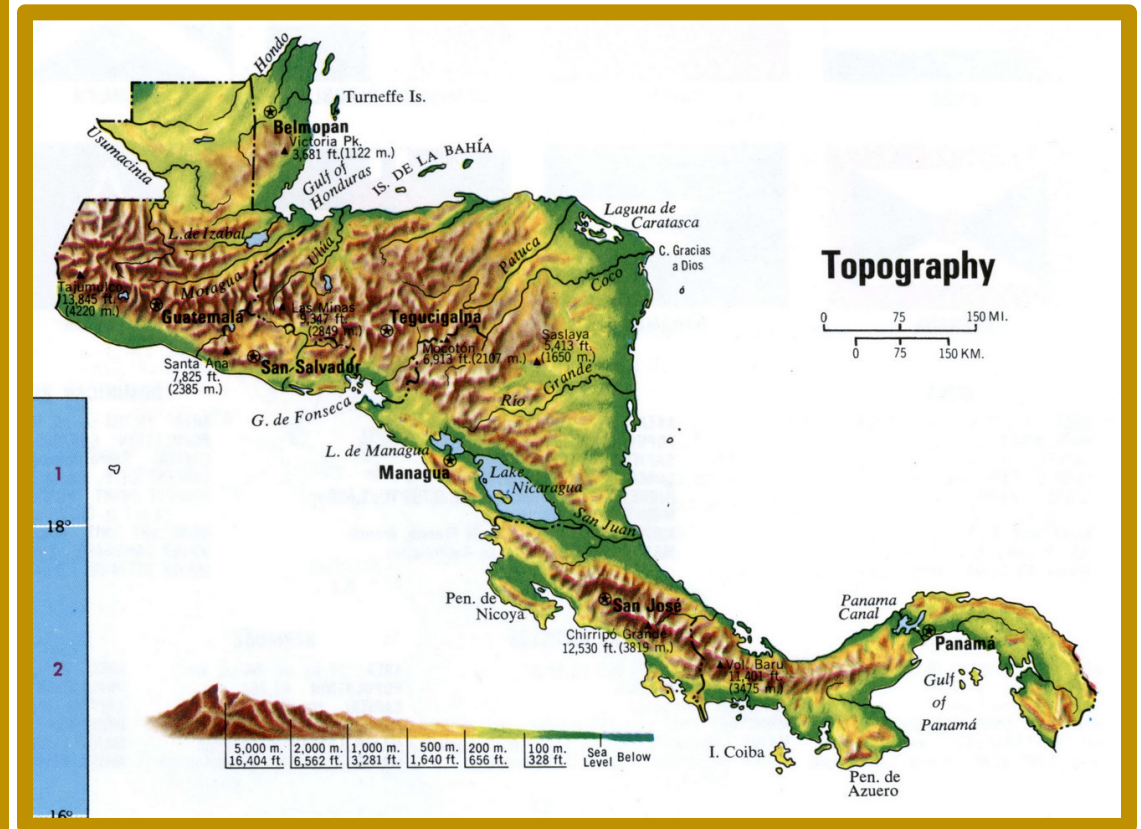 Hondo
Turneffe Is.
Belmopan
Victoria Pk.
3,681 ft.(1122 m.)
Usumacinta
Gulf of
Honduras
IS. DE LA BAHÍA
Laguna de
Caratasca
C. Gracias
a Dios
L.de Izabal
Ulúa
Patuca
Coco
Topography
Motagua
Tajumulco
13,845 ft.
(4220 m.)
Guatemala
Las Minas
9,347 ft.
(2849 m.)
Tegucigalpa
0 75 150 MI.
0 75 150 KM.
Saslaya
5,413 ft.
(1650 m.)
Mocotón
6,913 ft.(2107 m.)
Santa Ana
7,825 ft.
(2385 m.)
San Salvador
Río Grande
G. de Fonseca
L. de Managua
Managua
Lake
Nicaragua
1
18°
San Juan
Pen. de
Nicoya
San José
Chirripó Grande
12,530 ft. (3819 m.)
Panama
Canal
Panamá
2
Vol. Baru
11,401 ft.
(3475 m.)
Gulf
of
Panamá
I. Coiba
Pen. de
Azuero
5,000 m. 2,000 m. 1,000 m. 500 m. 200 m. 100 m. Sea Below
16,404 ft. 6,562 ft. 3,281 ft. 1,640 ft. 656 ft. 328 ft. Level
16°